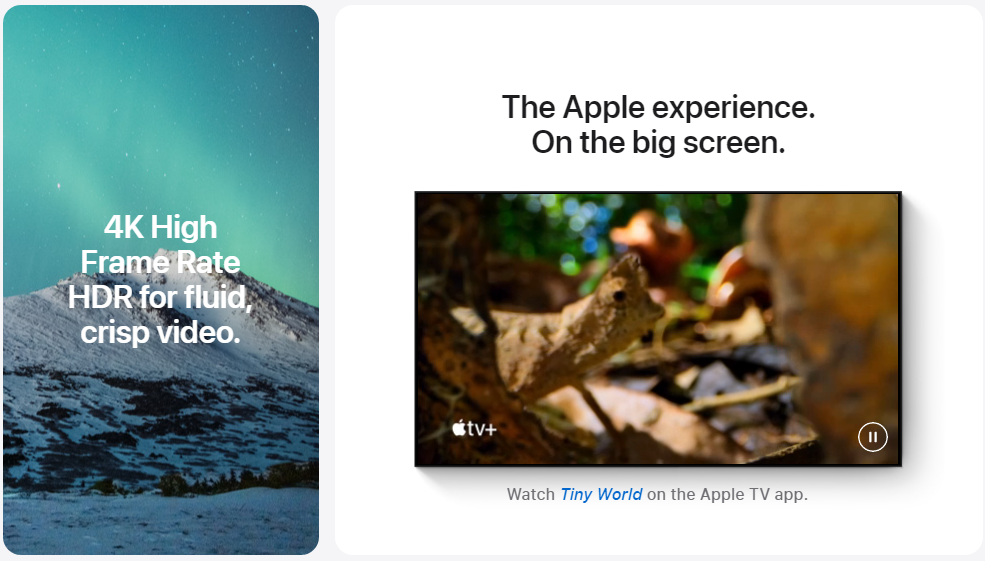 4K High
Frame Rate
HDR for fluid,
crisp video.
The Apple experience.
On the big screen.
tv+
Watch Tiny World on the Apple TV app.